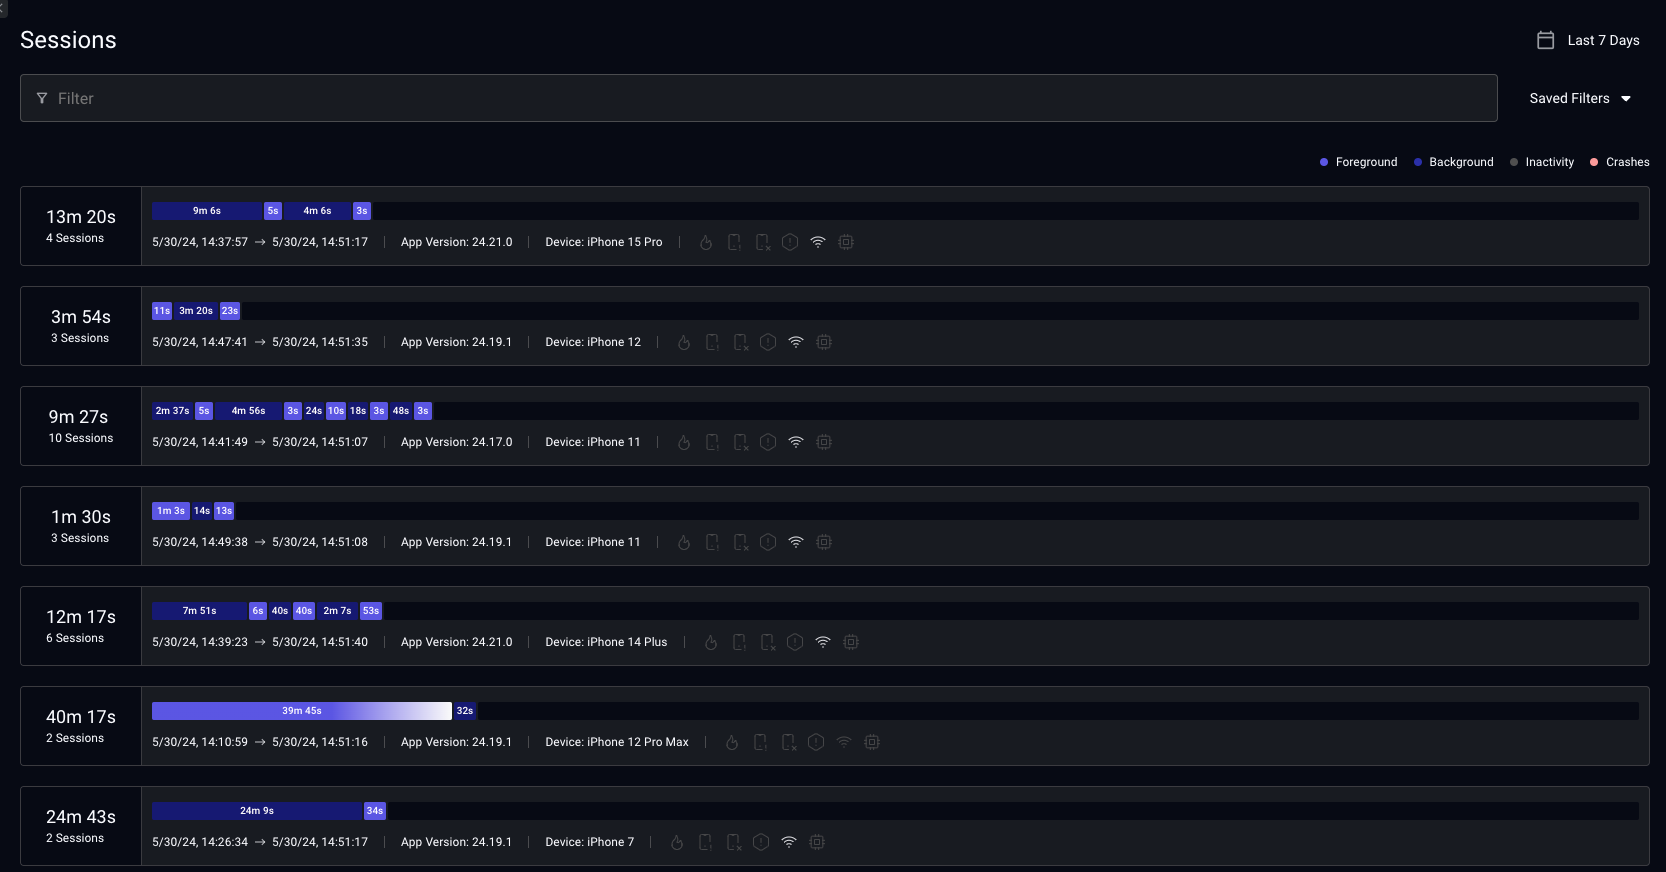 Sessions
Last 7 Days
Filter
Saved Filters
Foreground Background Inactivity Crashes
13m 20s
4 Sessions
9m 6s 5s 4m 6s 3s
5/30/24, 14:37:57 → 5/30/24, 14:51:17 | App Version: 24.21.0 | Device: iPhone 15 Pro |
3m 54s
3 Sessions
11s 3m 20s 23s
5/30/24, 14:47:41 → 5/30/24, 14:51:35 | App Version: 24.19.1 | Device: iPhone 12 |
9m 27s
10 Sessions
2m 37s 5s 4m 56s 3s 24s 10s 18s 3s 48s 3s
5/30/24, 14:41:49 → 5/30/24, 14:51:07 | App Version: 24.17.0 | Device: iPhone 11 |
1m 30s
3 Sessions
1m 3s 14s 13s
5/30/24, 14:49:38 → 5/30/24, 14:51:08 | App Version: 24.19.1 | Device: iPhone 11 |
12m 17s
6 Sessions
7m 51s 6s 40s 40s 2m 7s 53s
5/30/24, 14:39:23 → 5/30/24, 14:51:40 | App Version: 24.21.0 | Device: iPhone 14 Plus |
40m 17s
2 Sessions
39m 45s 32s
5/30/24, 14:10:59 → 5/30/24, 14:51:16 | App Version: 24.19.1 | Device: iPhone 12 Pro Max |
24m 43s
2 Sessions
24m 9s 34s
5/30/24, 14:26:34 → 5/30/24, 14:51:17 | App Version: 24.19.1 | Device: iPhone 7 |